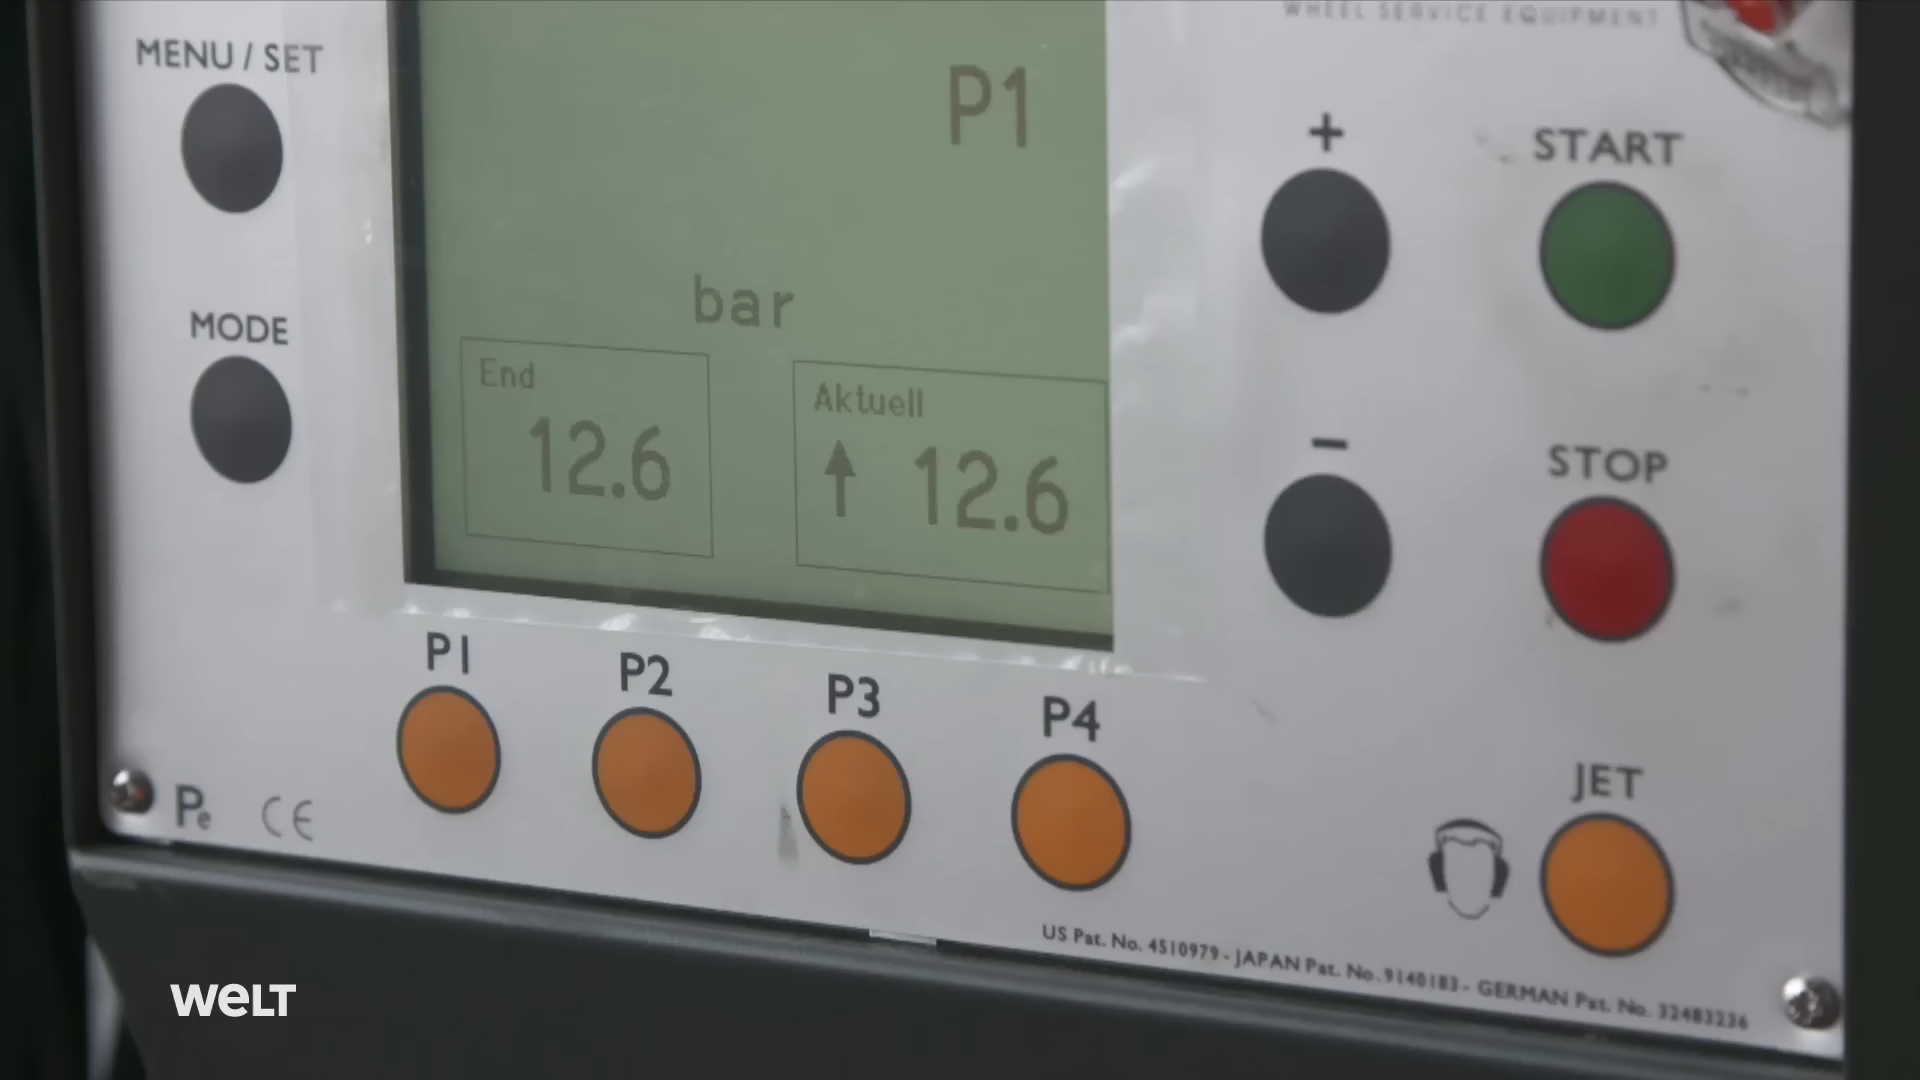 WHEEL SERVICE EQUIPMENT
MENU / SET
P1
+
START
MODE
bar
End
12.6
Aktuell
↑ 12.6
−
STOP
P1
P2
P3
P4
JET
Pe CE
US Pat. No. 4510979 - JAPAN Pat. No. 9140183 - GERMAN Pat. No. 32483236
WELT